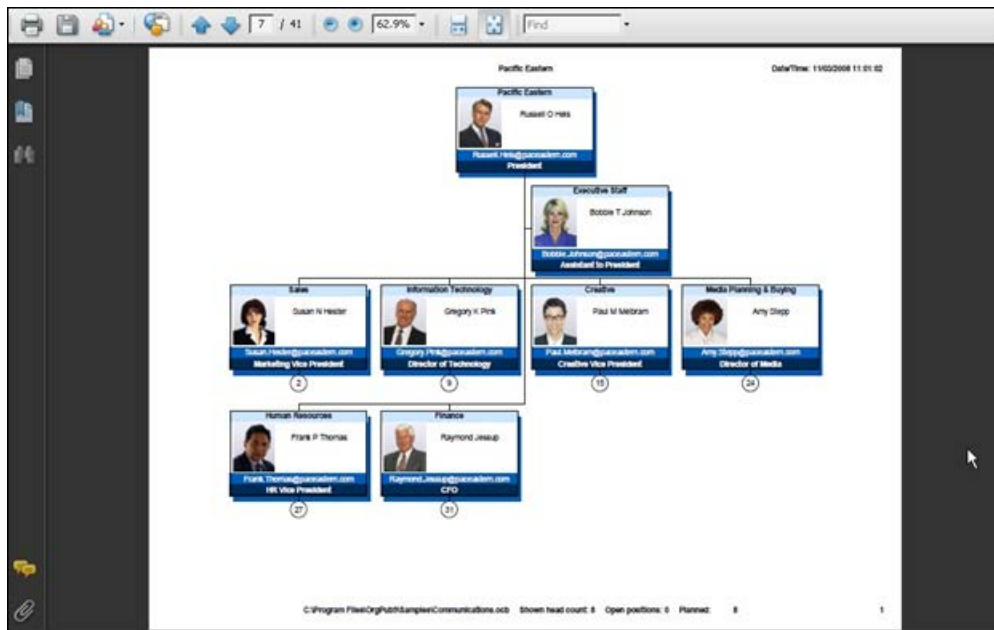 7 / 41
62.9%
Find
Pacific Eastern
Date/Time: 11/03/2008 11:01:02
Pacific Eastern
Russell O Hels
Russell.Hels@paceastern.com
President
Executive Staff
Bobbie T Johnson
Bobbie.Johnson@paceastern.com
Assistant to President
Sales
Susan N Hester
Susan.Hester@paceastern.com
Marketing Vice President
2
Information Technology
Gregory K Pink
Gregory.Pink@paceastern.com
Director of Technology
9
Creative
Paul M Melbram
Paul.Melbram@paceastern.com
Creative Vice President
15
Media Planning & Buying
Amy Stepp
Amy.Stepp@paceastern.com
Director of Media
24
Human Resources
Frank P Thomas
Frank.Thomas@paceastern.com
HR Vice President
27
Finance
Raymond Jessup
Raymond.Jessup@paceastern.com
CFO
31
Shown head count: 8 Open positions: 0 Planned: 8
1